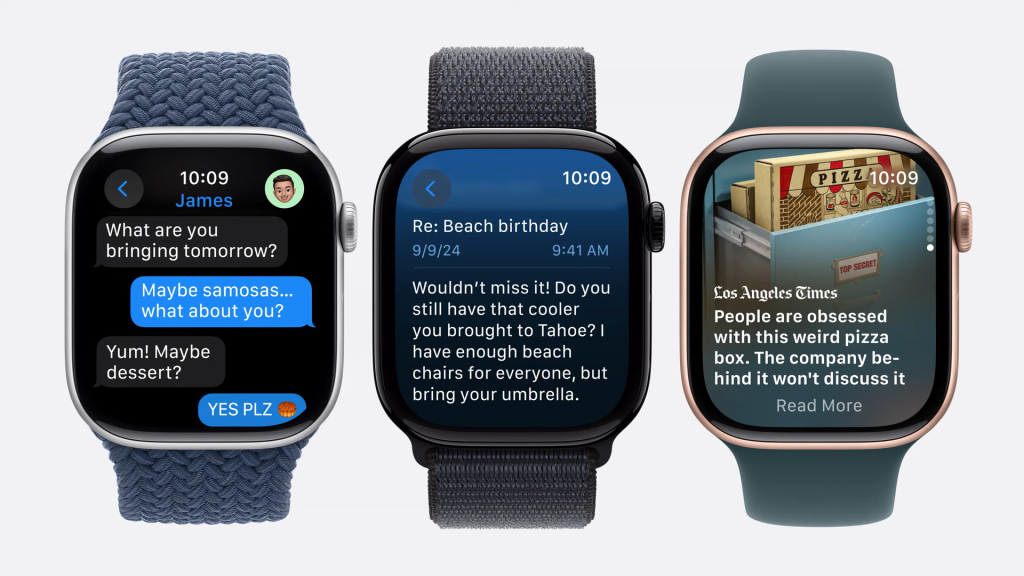 10:09
James
What are you
bringing tomorrow?
Maybe samosas...
what about you?
Yum! Maybe
dessert?
YES PLZ
10:09
Re: Beach birthday
9/9/24 9:41 AM
Wouldn't miss it! Do you
still have that cooler
you brought to Tahoe? I
have enough beach
chairs for everyone, but
bring your umbrella.
PIZZ
10:09
TOP SECRET
Los Angeles Times
People are obsessed
with this weird pizza
box. The company be-
hind it won't discuss it
Read More